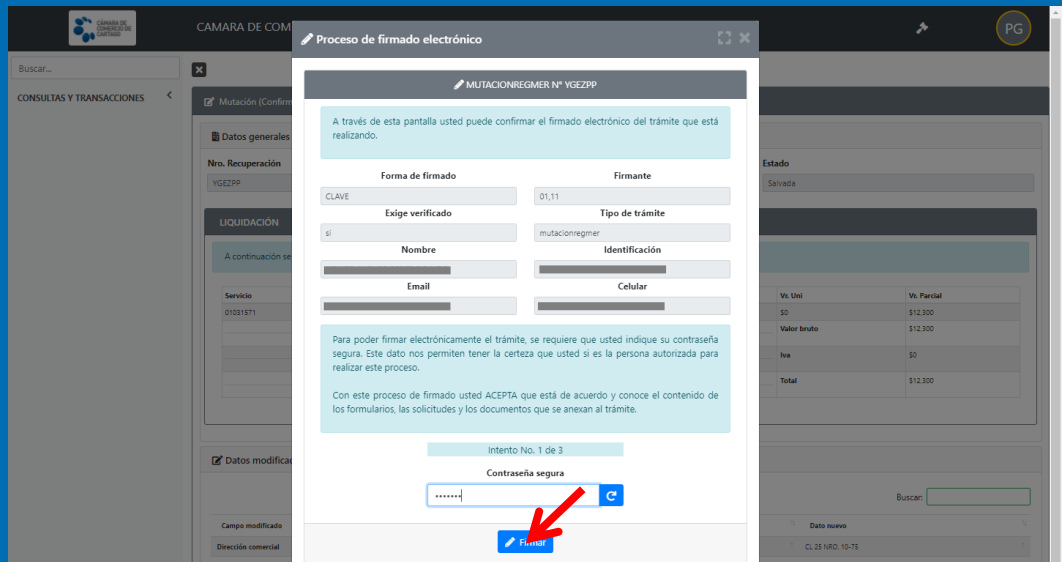 CÁMARA DE
COMERCIO DE
CARTAGO
CAMARA DE COM
PG
Buscar...
CONSULTAS Y TRANSACCIONES
Mutación (Confirm
Datos generales
Nro. Recuperación
YGEZPP
Estado
Salvada
LIQUIDACIÓN
A continuación se
Servicio
Vr. Uni
Vr. Parcial
01031571
$0
$12,300
Valor bruto
$12,300
Iva
$0
Total
$12,300
Datos modificad
Buscar:
Campo modificado
Dato nuevo
Dirección comercial
CL 25 NRO. 10-75
Proceso de firmado electrónico
MUTACIONREGMER Nº YGEZPP
A través de esta pantalla usted puede confirmar el firmado electrónico del trámite que está
realizando.
Forma de firmado
Firmante
CLAVE
01,11
Exige verificado
Tipo de trámite
si
mutacionregmer
Nombre
Identificación
Email
Celular
Para poder firmar electrónicamente el trámite, se requiere que usted indique su contraseña
segura. Este dato nos permiten tener la certeza que usted si es la persona autorizada para
realizar este proceso.
Con este proceso de firmado usted ACEPTA que está de acuerdo y conoce el contenido de
los formularios, las solicitudes y los documentos que se anexan al trámite.
Intento No. 1 de 3
Contraseña segura
•••••••
Firmar